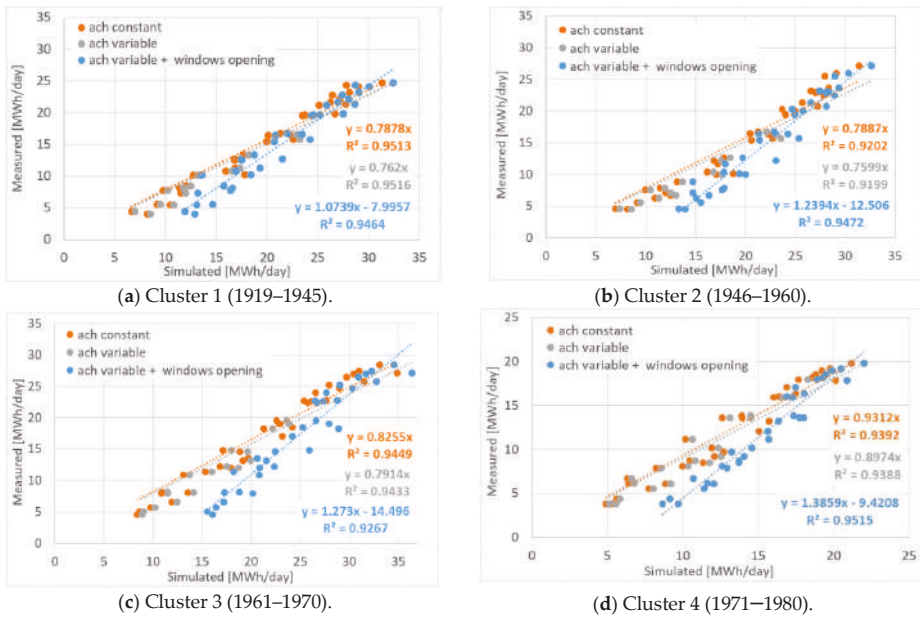 35
30
25
20
15
10
5
0
Measured [MWh/day]
ach constant
ach variable
ach variable + windows opening
y = 0.7878x
R² = 0.9513
y = 0.762x
R² = 0.9516
y = 1.0739x - 7.9957
R² = 0.9464
0 5 10 15 20 25 30 35
Simulated [MWh/day]
(a) Cluster 1 (1919–1945).
35
30
25
20
15
10
5
0
Measured [MWh/day]
ach constant
ach variable
ach variable + windows opening
y = 0.7887x
R² = 0.9202
y = 0.7599x
R² = 0.9199
y = 1.2394x - 12.506
R² = 0.9472
0 5 10 15 20 25 30 35
Simulated [MWh/day]
(b) Cluster 2 (1946–1960).
35
30
25
20
15
10
5
0
Measured [MWh/day]
ach constant
ach variable
ach variable + windows opening
y = 0.8255x
R² = 0.9449
y = 0.7914x
R² = 0.9433
y = 1.273x - 14.496
R² = 0.9267
0 5 10 15 20 25 30 35
Simulated [MWh/day]
(c) Cluster 3 (1961–1970).
25
20
15
10
5
0
Measured [MWh/day]
ach constant
ach variable
ach variable + windows opening
y = 0.9312x
R² = 0.9392
y = 0.8974x
R² = 0.9388
y = 1.3859x - 9.4208
R² = 0.9515
0 5 10 15 20 25
Simulated [MWh/day]
(d) Cluster 4 (1971–1980).